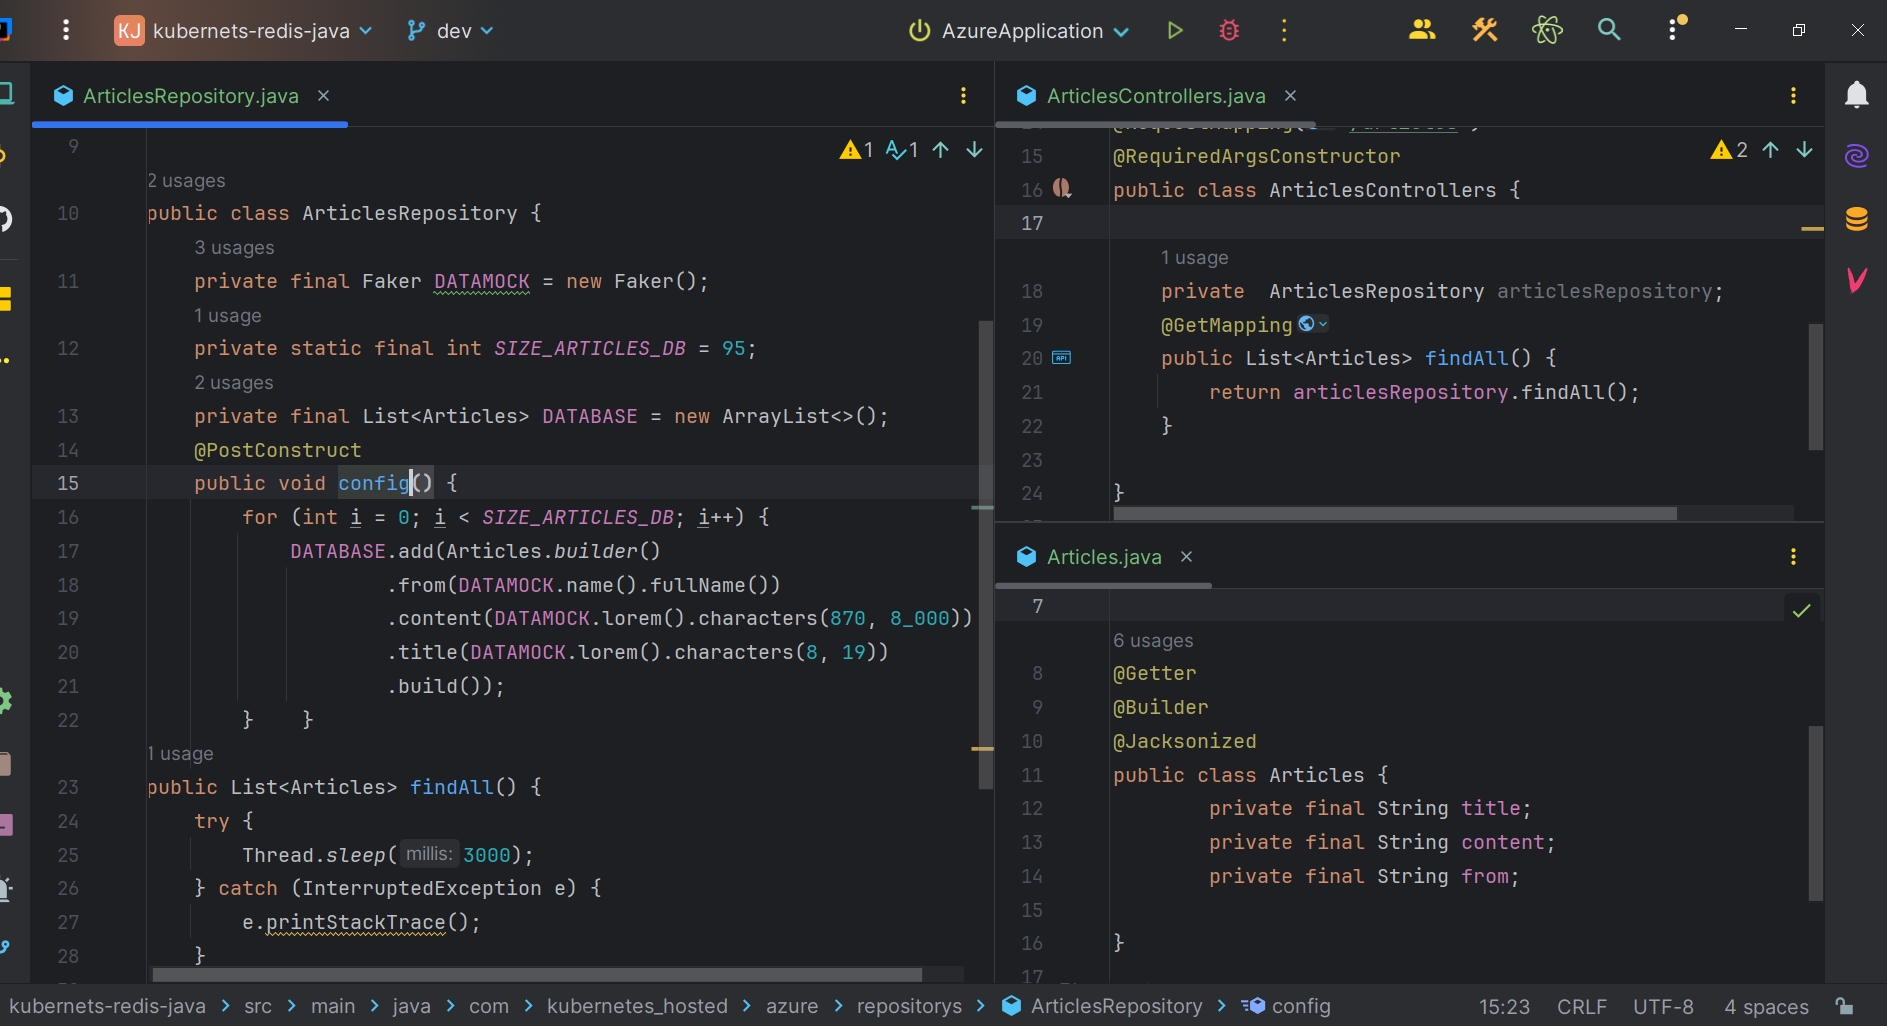 KJ kubernets-redis-java dev AzureApplication
ArticlesRepository.java
9 1 1
2 usages
10 public class ArticlesRepository {
3 usages
11 private final Faker DATAMOCK = new Faker();
1 usage
12 private static final int SIZE_ARTICLES_DB = 95;
2 usages
13 private final List<Articles> DATABASE = new ArrayList<>();
14 @PostConstruct
15 public void config() {
16 for (int i = 0; i < SIZE_ARTICLES_DB; i++) {
17 DATABASE.add(Articles.builder()
18 .from(DATAMOCK.name().fullName())
19 .content(DATAMOCK.lorem().characters(870, 8_000))
20 .title(DATAMOCK.lorem().characters(8, 19))
21 .build());
22 } }
1 usage
23 public List<Articles> findAll() {
24 try {
25 Thread.sleep( millis: 3000);
26 } catch (InterruptedException e) {
27 e.printStackTrace();
28 }
ArticlesControllers.java
15 @RequiredArgsConstructor 2
16 public class ArticlesControllers {
17
1 usage
18 private ArticlesRepository articlesRepository;
19 @GetMapping
20 public List<Articles> findAll() {
21 return articlesRepository.findAll();
22 }
23
24 }
Articles.java
7
6 usages
8 @Getter
9 @Builder
10 @Jacksonized
11 public class Articles {
12 private final String title;
13 private final String content;
14 private final String from;
15
16 }
17
kubernets-redis-java > src > main > java > com > kubernetes_hosted > azure > repositorys > ArticlesRepository > config 15:23 CRLF UTF-8 4 spaces